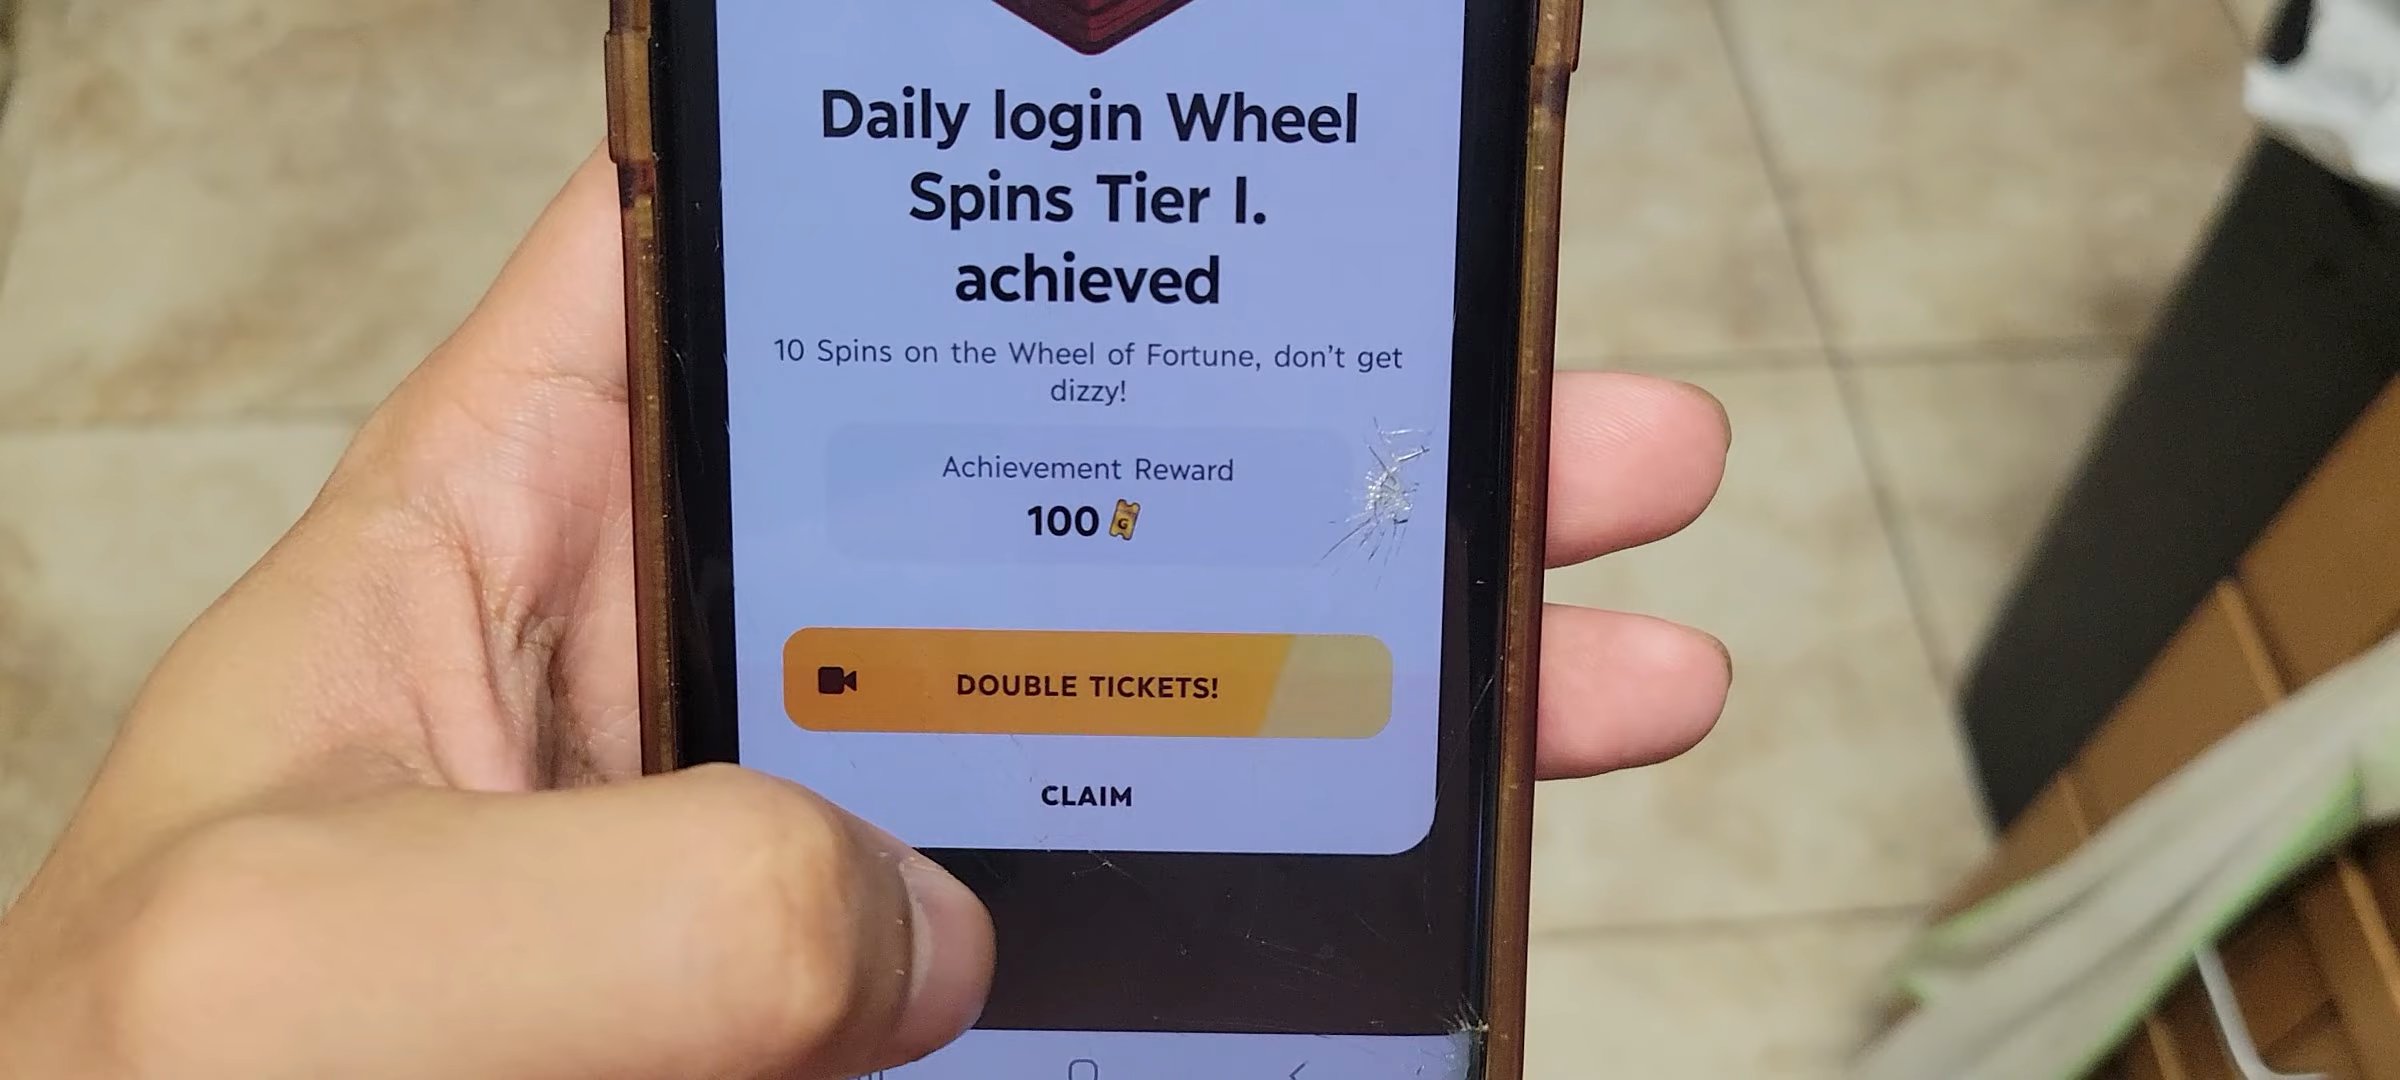 Daily login Wheel
Spins Tier I.
achieved
10 Spins on the Wheel of Fortune, don't get
dizzy!
Achievement Reward
100 G
DOUBLE TICKETS!
CLAIM